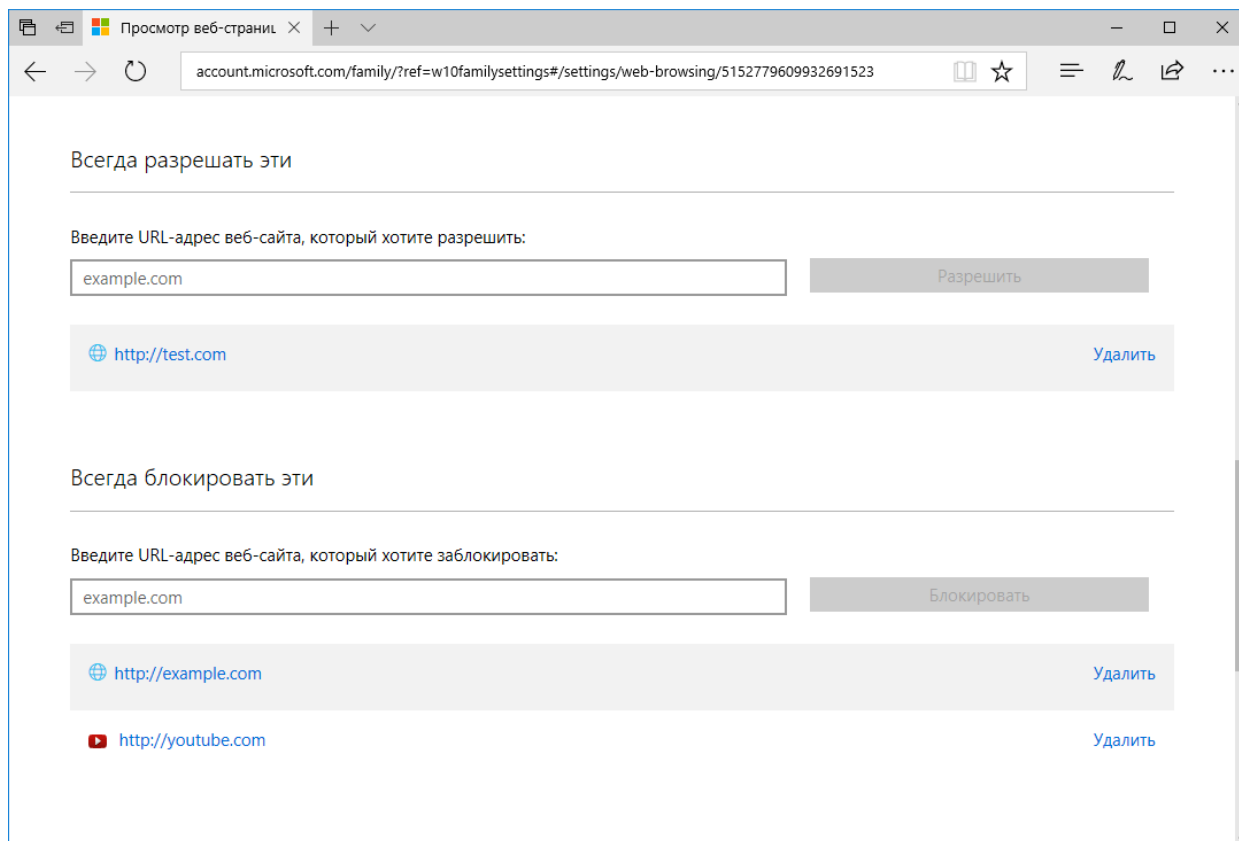 Просмотр веб-страниц
account.microsoft.com/family/?ref=w10familysettings#/settings/web-browsing/5152779609932691523
Всегда разрешать эти
Введите URL-адрес веб-сайта, который хотите разрешить:
example.com Разрешить
http://test.com Удалить
Всегда блокировать эти
Введите URL-адрес веб-сайта, который хотите заблокировать:
example.com Блокировать
http://example.com Удалить
http://youtube.com Удалить